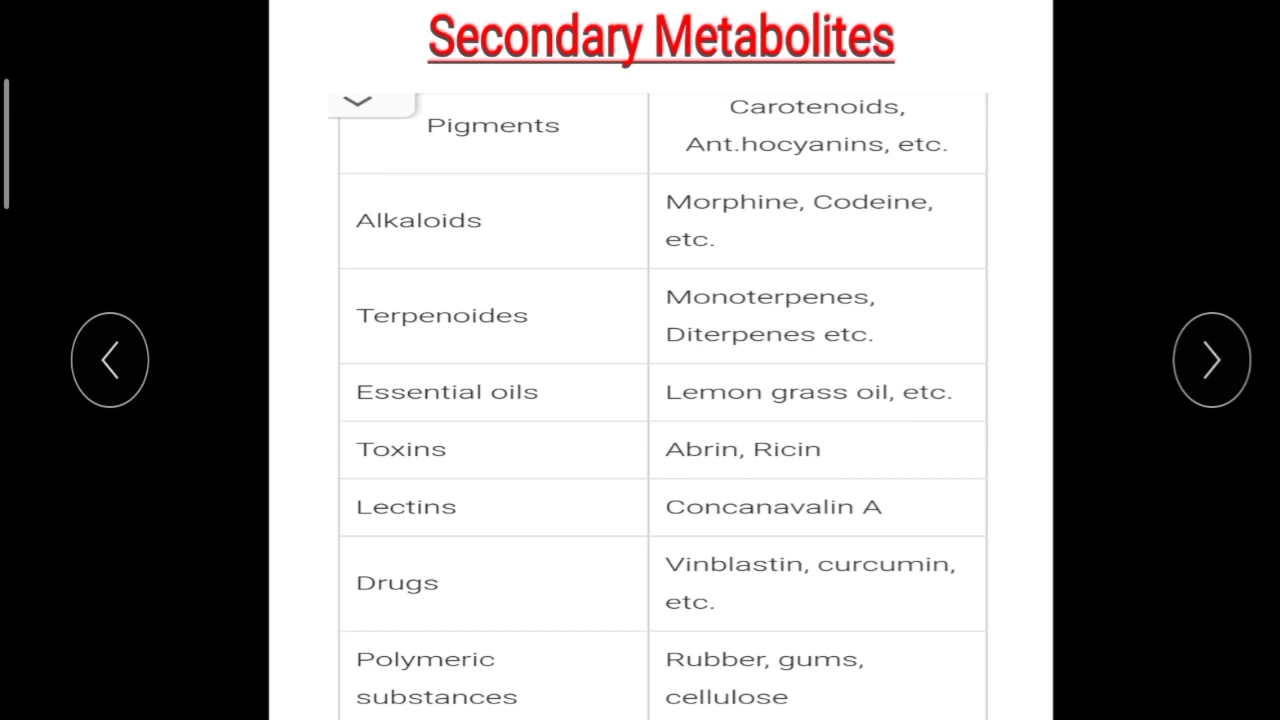 Secondary Metabolites
Pigments
Carotenoids,
Ant.hocyanins, etc.
Alkaloids
Morphine, Codeine,
etc.
Terpenoides
Monoterpenes,
Diterpenes etc.
Essential oils
Lemon grass oil, etc.
Toxins
Abrin, Ricin
Lectins
Concanavalin A
Drugs
Vinblastin, curcumin,
etc.
Polymeric
substances
Rubber, gums,
cellulose